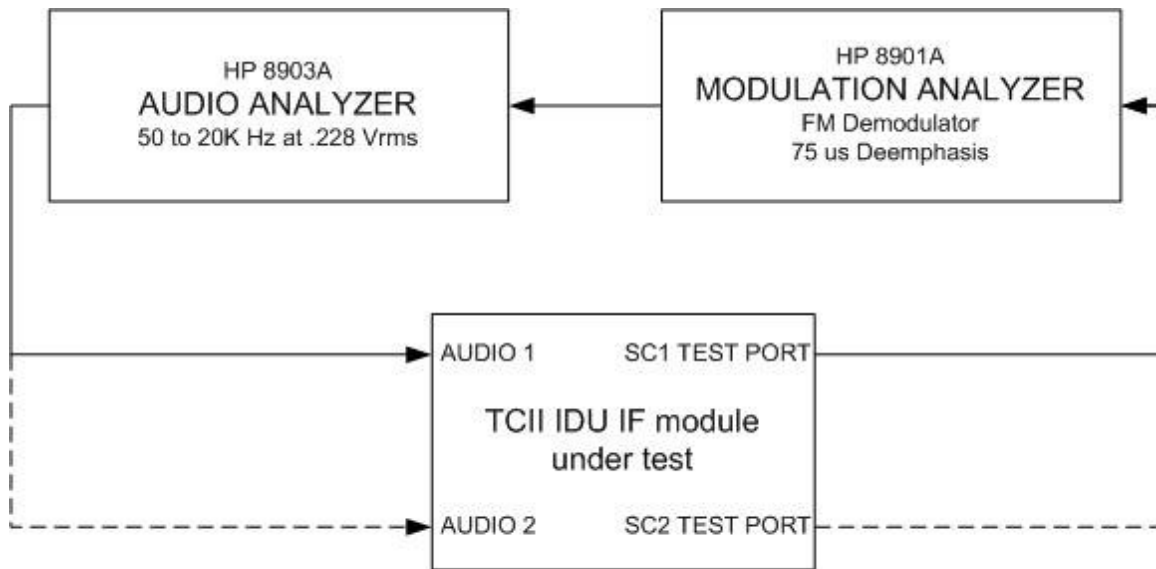 HP 8903A
AUDIO ANALYZER
50 to 20K Hz at .228 Vrms
HP 8901A
MODULATION ANALYZER
FM Demodulator
75 us Deemphasis
AUDIO 1
SC1 TEST PORT
TCII IDU IF module
under test
AUDIO 2
SC2 TEST PORT